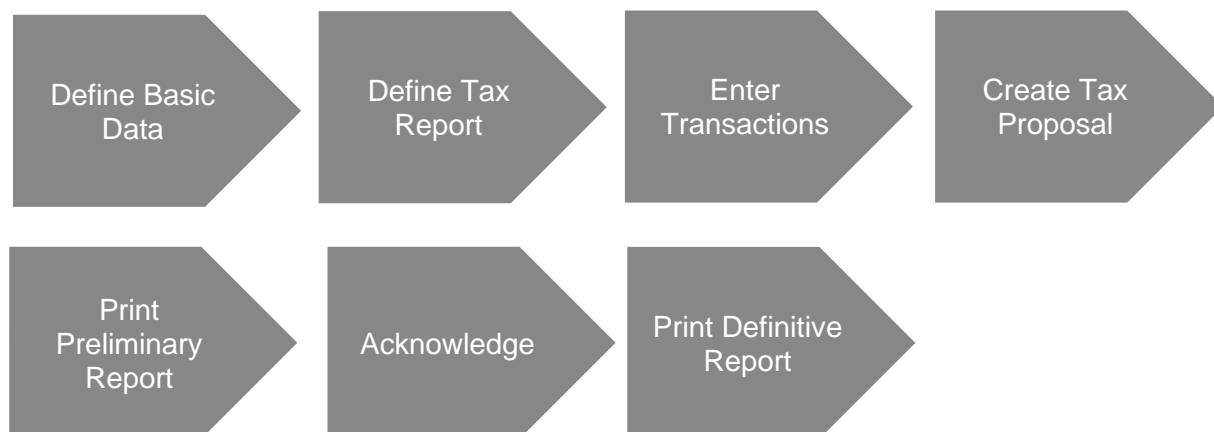 Define Basic
Data
Define Tax
Report
Enter
Transactions
Create Tax
Proposal
Print
Preliminary
Report
Acknowledge
Print Definitive
Report